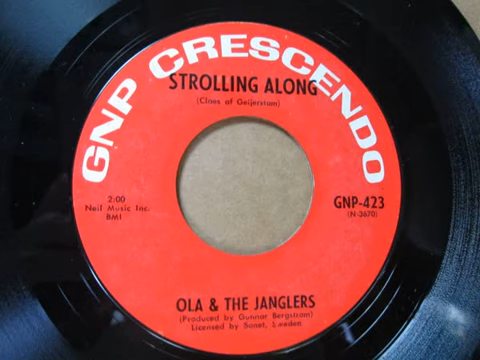 GNP CRESCENDO
STROLLING ALONG
(Claes af Geijerstam)
2:00
Neil Music Inc.
BMI
GNP-423
(N-3670)
OLA & THE JANGLERS
(Produced by Gunnar Bergstrom)
Licensed by Sonet, Sweden